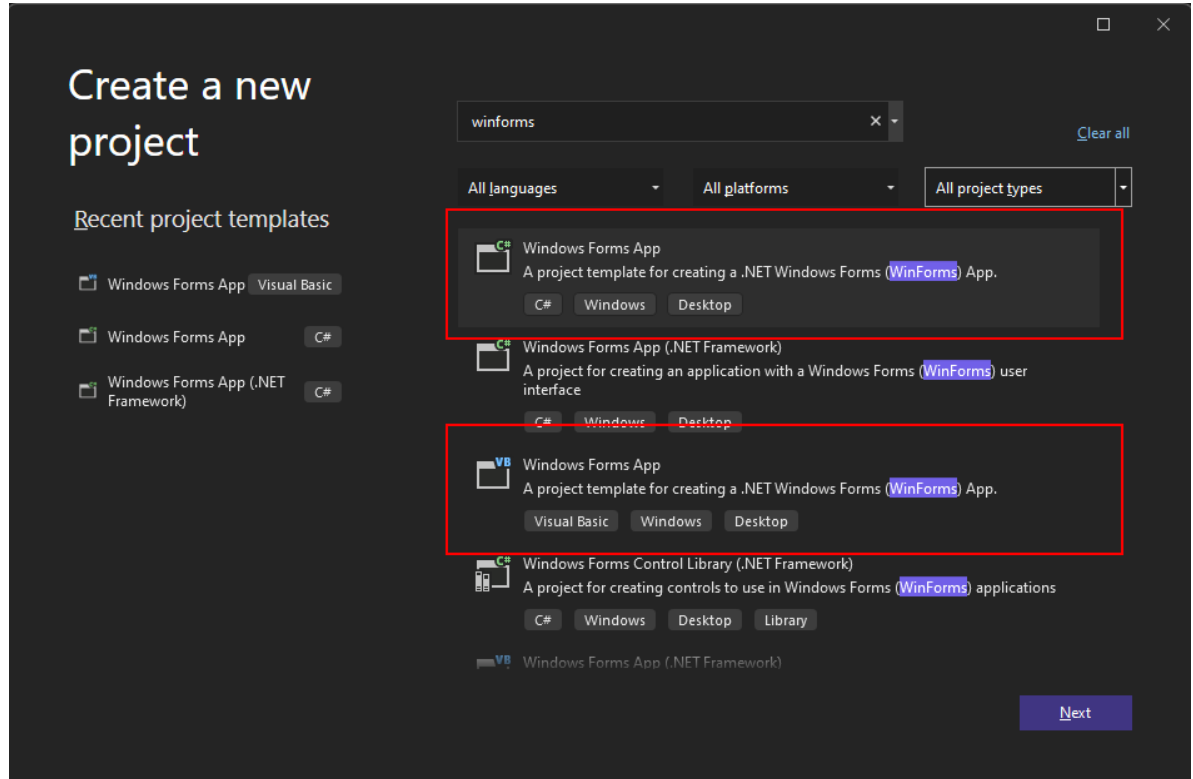 Create a new
project
Recent project templates
Windows Forms App Visual Basic
Windows Forms App C#
Windows Forms App (.NET
Framework) C#
winforms
Clear all
All languages All platforms All project types
C#
Windows Forms App
A project template for creating a .NET Windows Forms (WinForms) App.
C# Windows Desktop
C#
Windows Forms App (.NET Framework)
A project for creating an application with a Windows Forms (WinForms) user
interface
C# Windows Desktop
VB
Windows Forms App
A project template for creating a .NET Windows Forms (WinForms) App.
Visual Basic Windows Desktop
C#
Windows Forms Control Library (.NET Framework)
A project for creating controls to use in Windows Forms (WinForms) applications
C# Windows Desktop Library
VB
Windows Forms App (.NET Framework)
Next